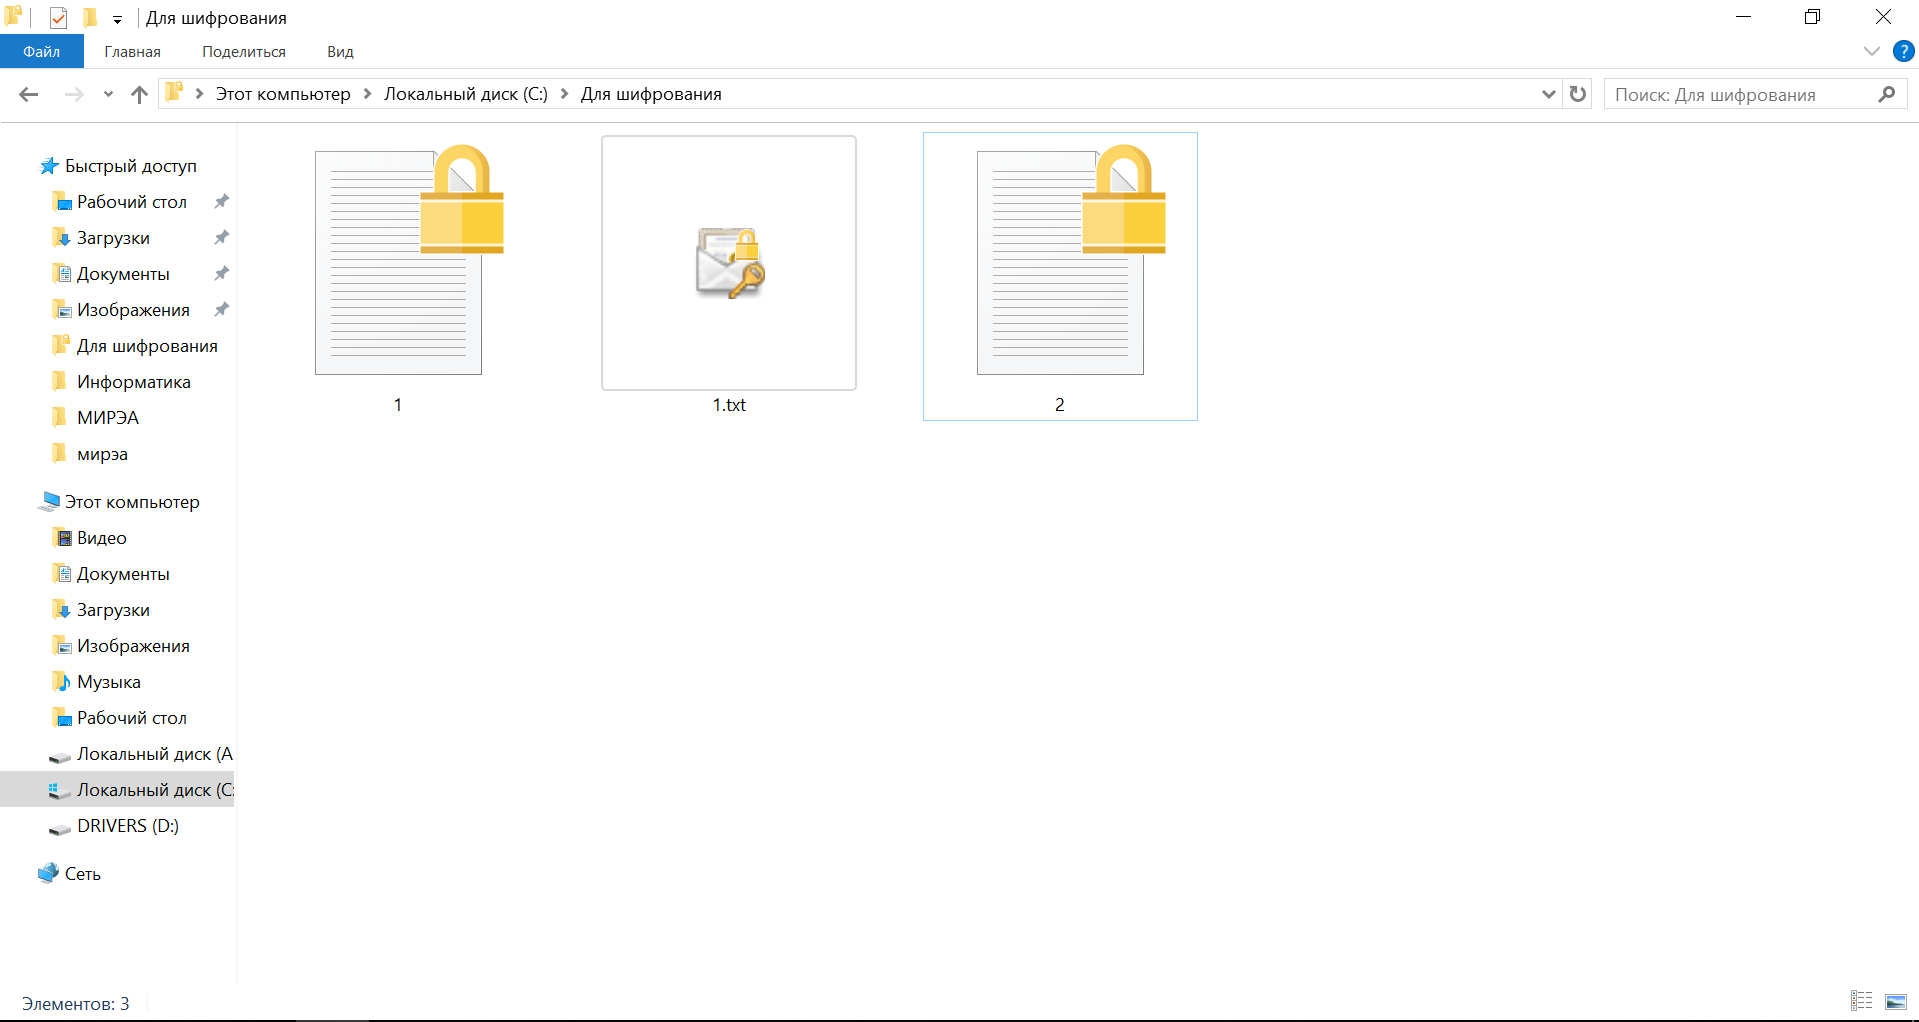 Для шифрования
Файл Главная Поделиться Вид ?
Этот компьютер Локальный диск (C:) Для шифрования Поиск: Для шифрования
Быстрый доступ
Рабочий стол
Загрузки
Документы
Изображения
Для шифрования
Информатика
МИРЭА
мирэа
Этот компьютер
Видео
Документы
Загрузки
Изображения
Музыка
Рабочий стол
Локальный диск (A
Локальный диск (C:
DRIVERS (D:)
Сеть
1 1.txt 2
Элементов: 3